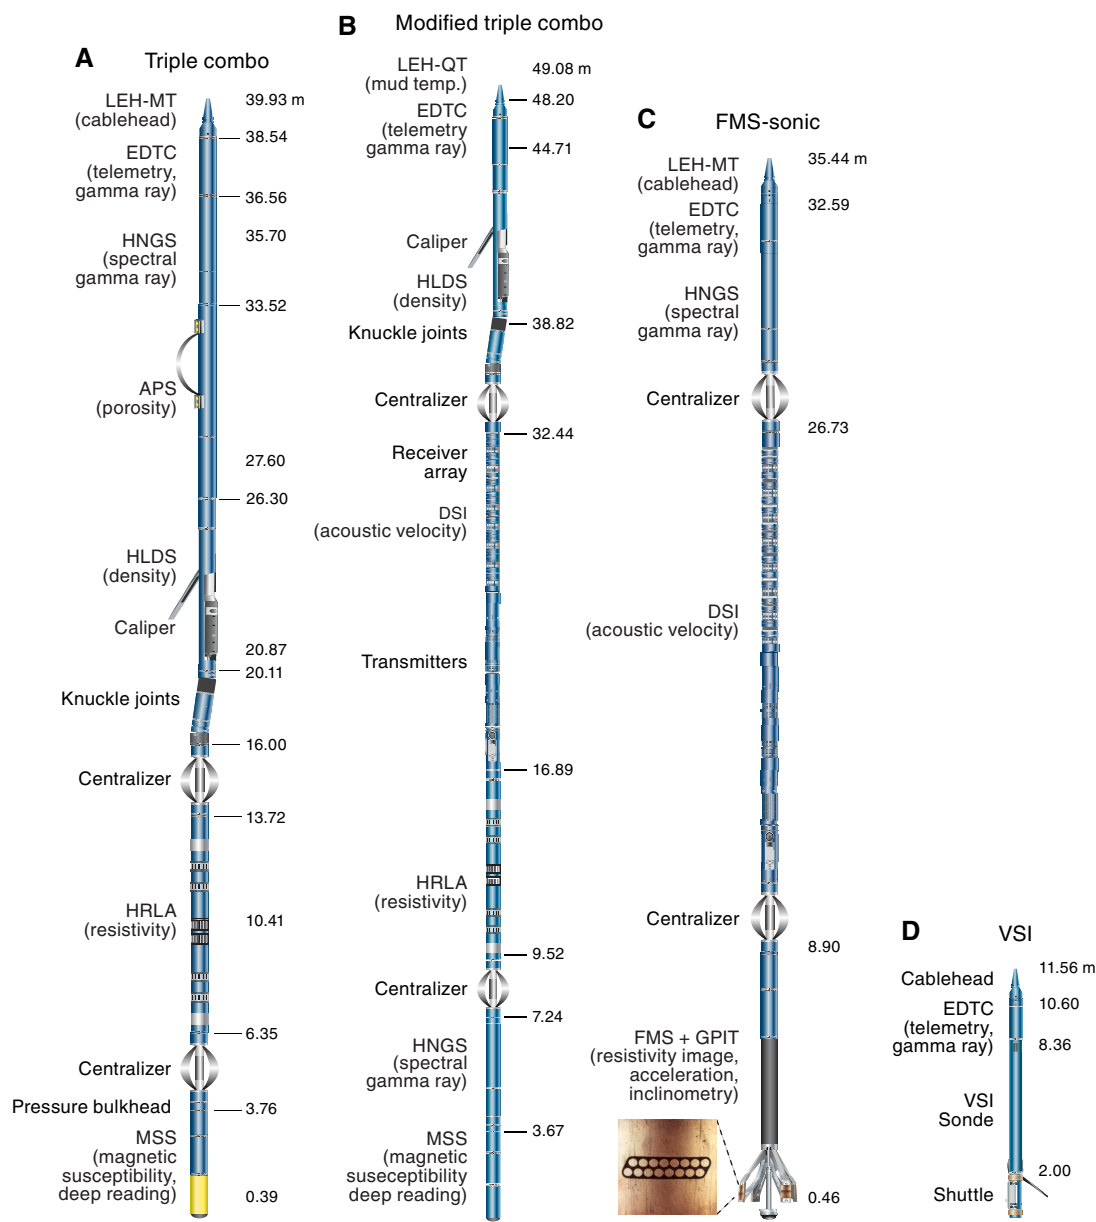 A
Triple combo
LEH-MT
(cablehead)
39.93 m
38.54
EDTC
(telemetry,
gamma ray)
36.56
35.70
HNGS
(spectral
gamma ray)
33.52
APS
(porosity)
27.60
26.30
HLDS
(density)
Caliper
20.87
20.11
Knuckle joints
16.00
Centralizer
13.72
HRLA
(resistivity)
10.41
6.35
Centralizer
Pressure bulkhead
3.76
MSS
(magnetic
susceptibility,
deep reading)
0.39
B
Modified triple combo
LEH-QT
(mud temp.)
49.08 m
48.20
EDTC
(telemetry
gamma ray)
44.71
Caliper
HLDS
(density)
Knuckle joints
38.82
Centralizer
32.44
Receiver
array
DSI
(acoustic velocity)
Transmitters
16.89
HRLA
(resistivity)
9.52
Centralizer
7.24
HNGS
(spectral
gamma ray)
3.67
MSS
(magnetic
suseceptibility
deep reading)
C
FMS-sonic
LEH-MT
(cablehead)
35.44 m
32.59
EDTC
(telemetry,
gamma ray)
HNGS
(spectral
gamma ray)
Centralizer
26.73
DSI
(acoustic velocity)
Centralizer
8.90
FMS + GPIT
(resistivity image,
acceleration,
inclinometry)
0.46
D
VSI
Cablehead
11.56 m
10.60
EDTC
(telemetry,
gamma ray)
8.36
VSI
Sonde
2.00
Shuttle